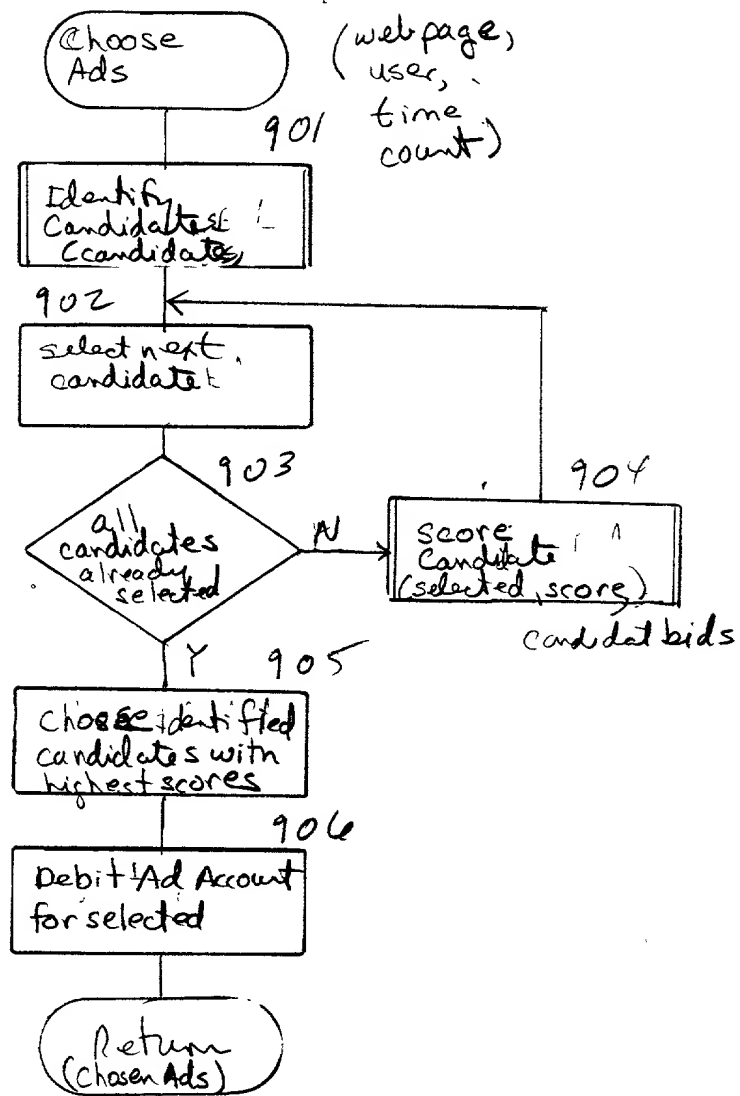 Choose
Ads
(webpage,
user,
time
count)
901
Identify
Candidates
(candidates)
902
select next
candidate
903
all
candidates
already
selected
N
904
score
Candidate
(selected, score)
candidat bids
Y
905
choose identified
candidates with
highest scores
906
Debit Ad Account
for selected
Return
(chosen Ads)